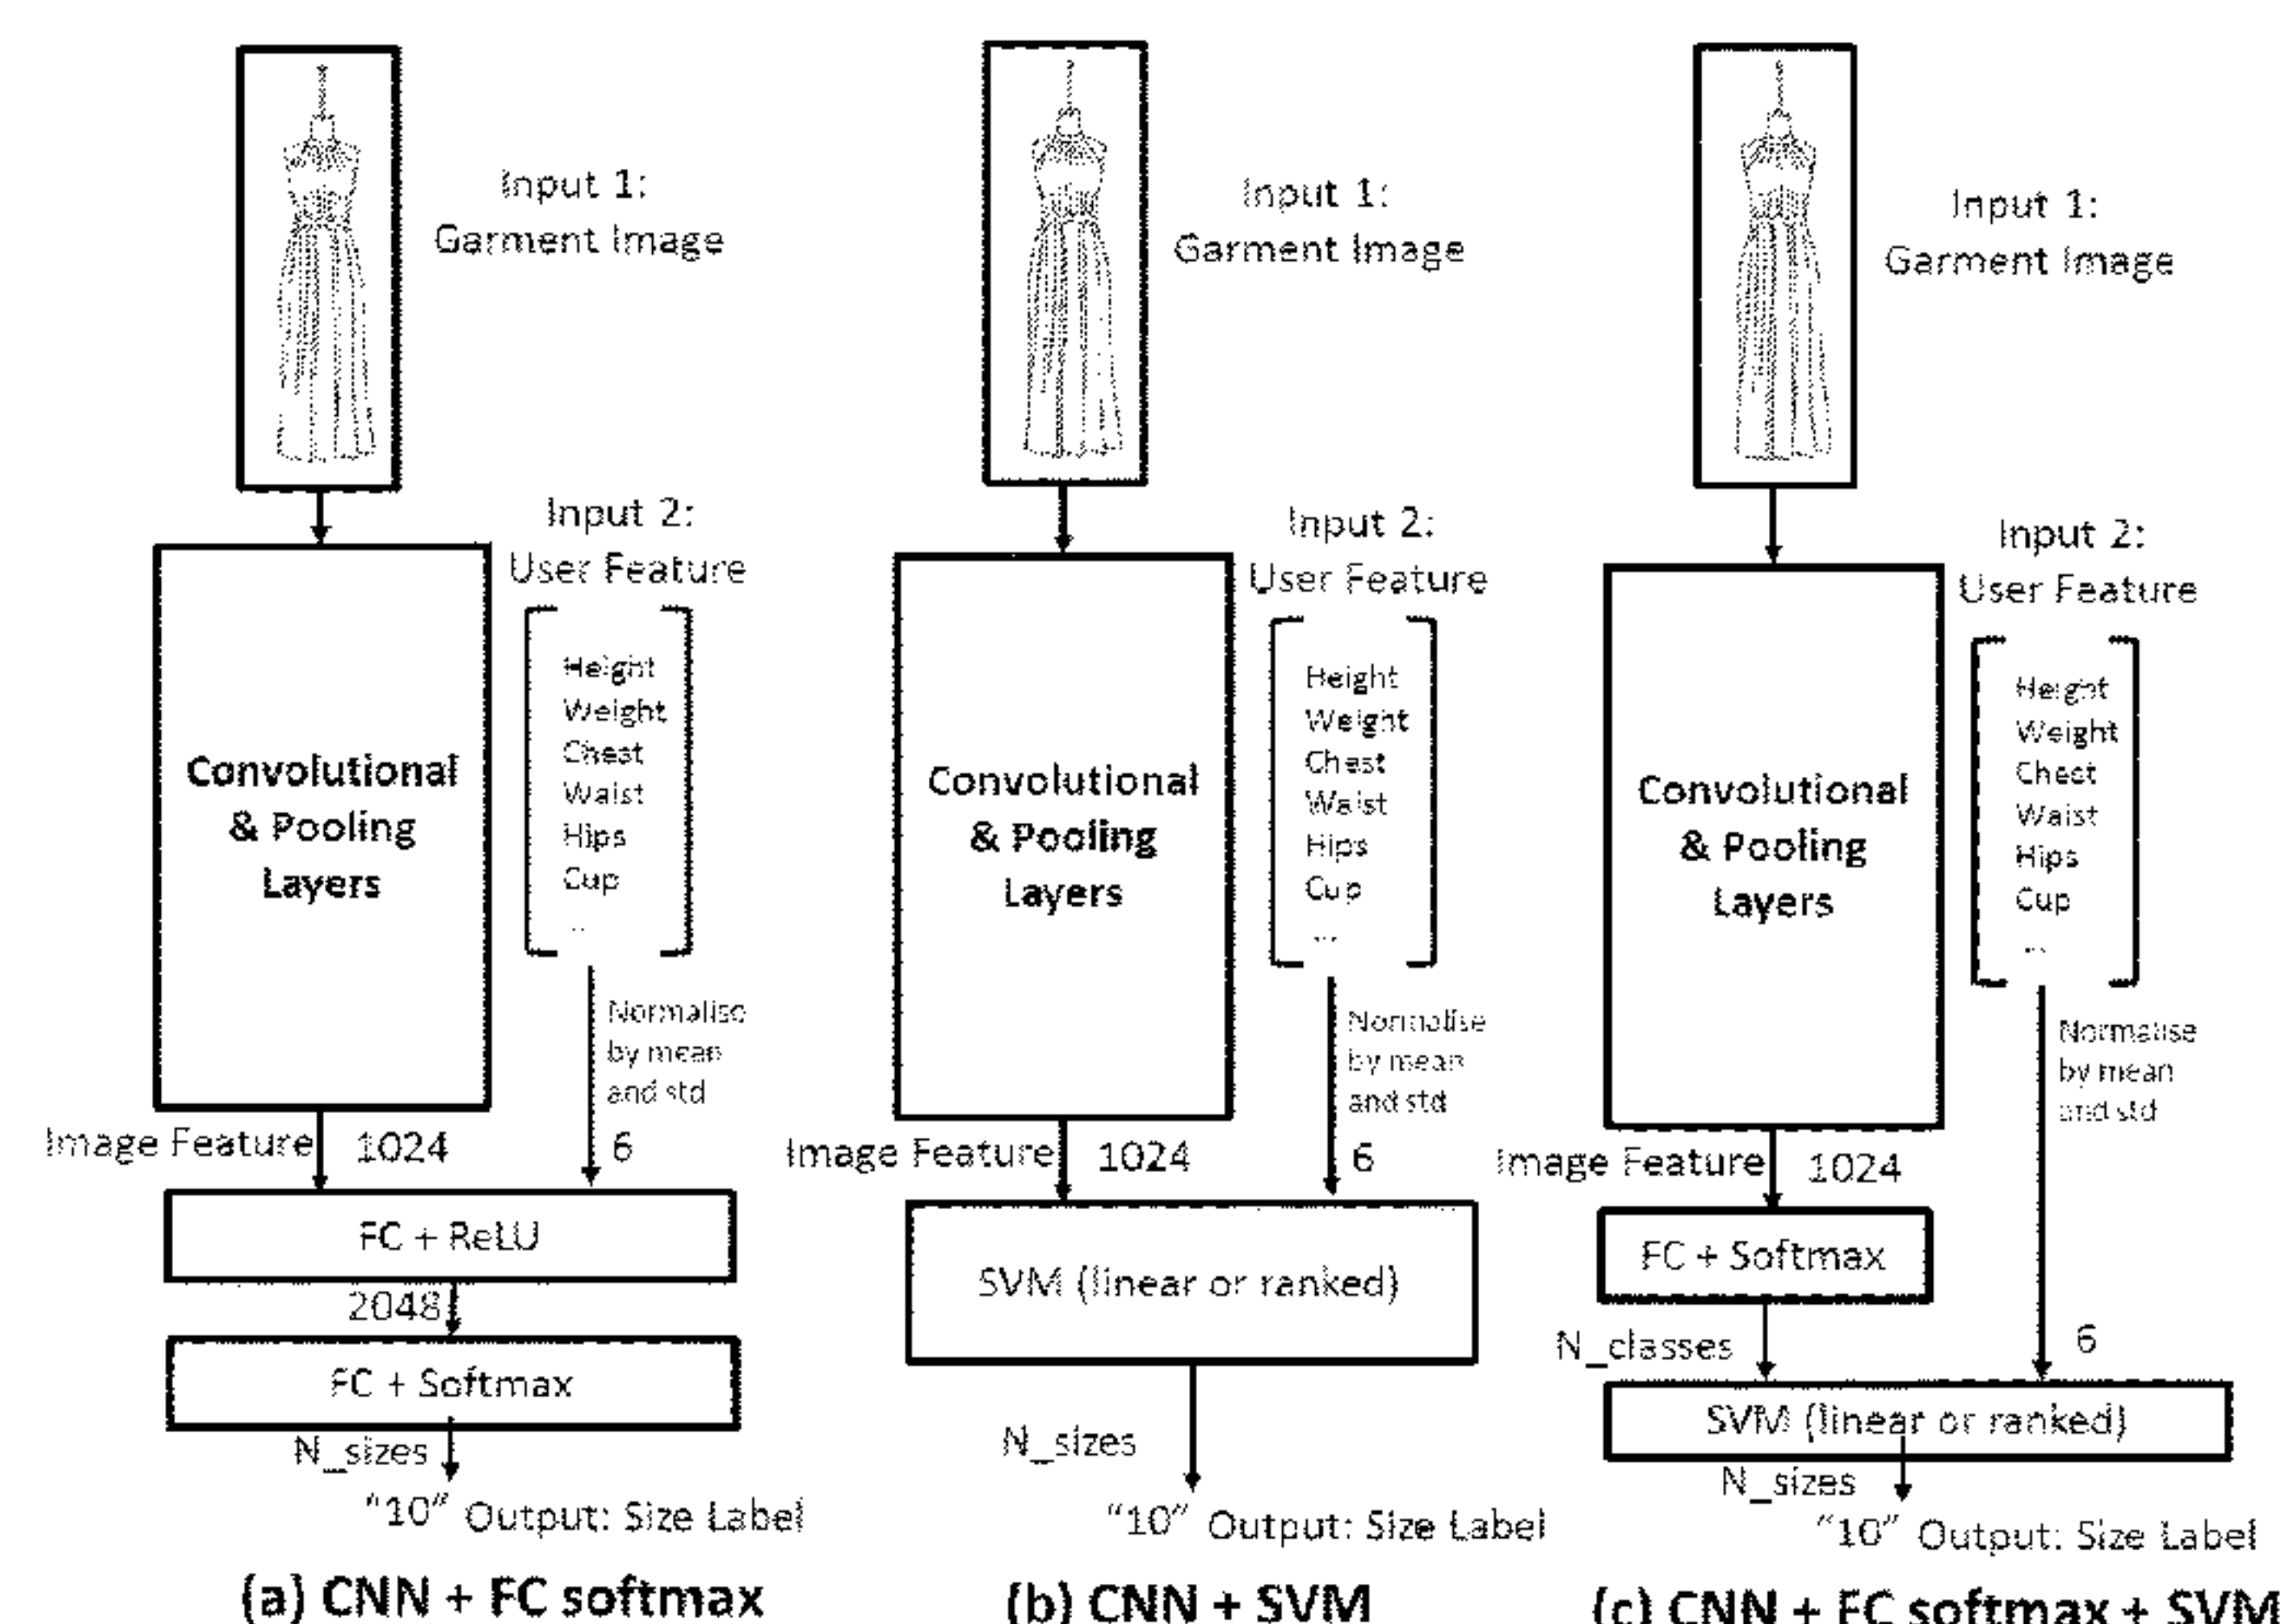 Input 1:
Garment Image
Input 2:
User Feature
Height
Weight
Chest
Waist
Hips
Cup
..
Convolutional
& Pooling
Layers
Normalise
by mean
and std
Image Feature
1024
6
FC + ReLU
2048
FC + Softmax
N_sizes
"10" Output: Size Label
(a) CNN + FC softmax
Input 1:
Garment Image
Input 2:
User Feature
Height
Weight
Chest
Waist
Hips
Cup
...
Convolutional
& Pooling
Layers
Normalise
by mean
and std
Image Feature
1024
6
SVM (linear or ranked)
N_sizes
"10" Output: Size Label
(b) CNN + SVM
Input 1:
Garment Image
Input 2:
User Feature
Height
Weight
Chest
Waist
Hips
Cup
...
Convolutional
& Pooling
Layers
Normalise
by mean
and std
Image Feature
1024
FC + Softmax
N_classes
6
SVM (linear or ranked)
N_sizes
"10" Output: Size Label
(c) CNN + FC softmax + SVM